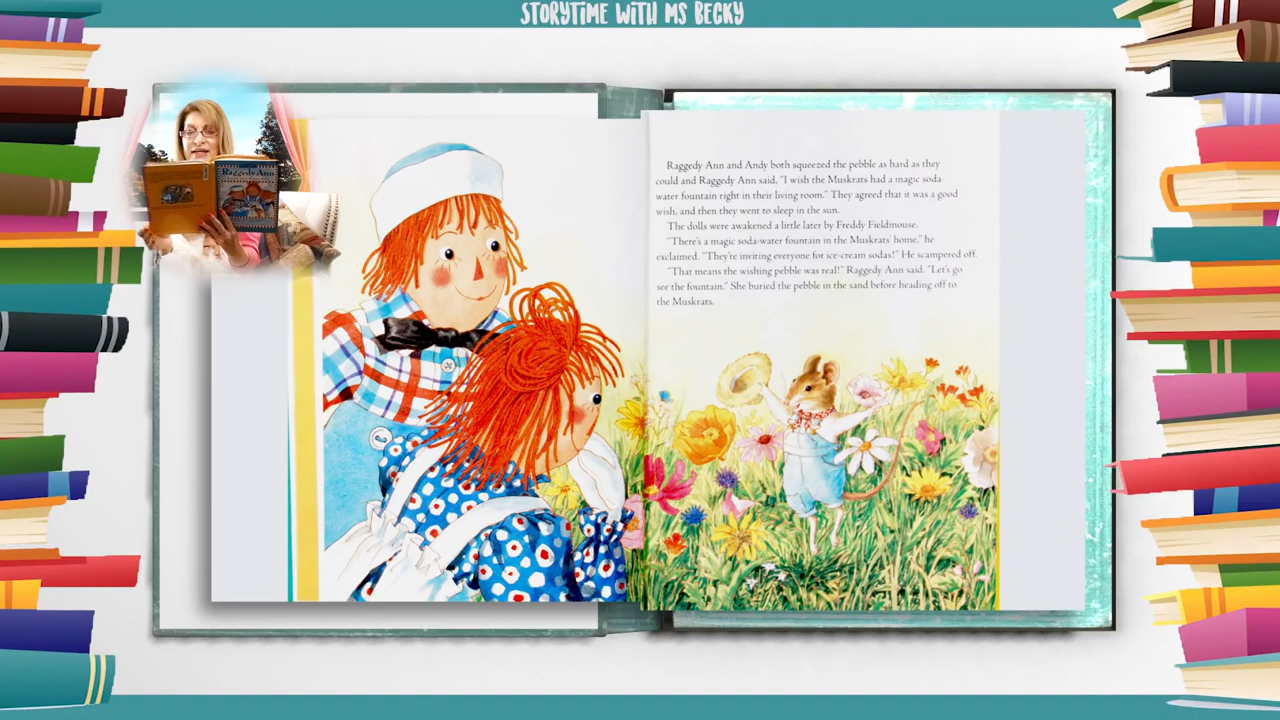 STORYTIME WITH MS BECKY
Raggedy Ann
Raggedy Ann and Andy both squeezed the pebble as hard as they
could and Raggedy Ann said, "I wish the Muskrats had a magic soda-
water fountain right in their living room." They agreed that it was a good
wish, and then they went to sleep in the sun.
The dolls were awakened a little later by Freddy Fieldmouse.
"There's a magic soda-water fountain in the Muskrats' home," he
exclaimed. "They're inviting everyone for ice-cream sodas!" He scampered off.
"That means the wishing pebble was real!" Raggedy Ann said. "Let's go
see the fountain." She buried the pebble in the sand before heading off to
the Muskrats.